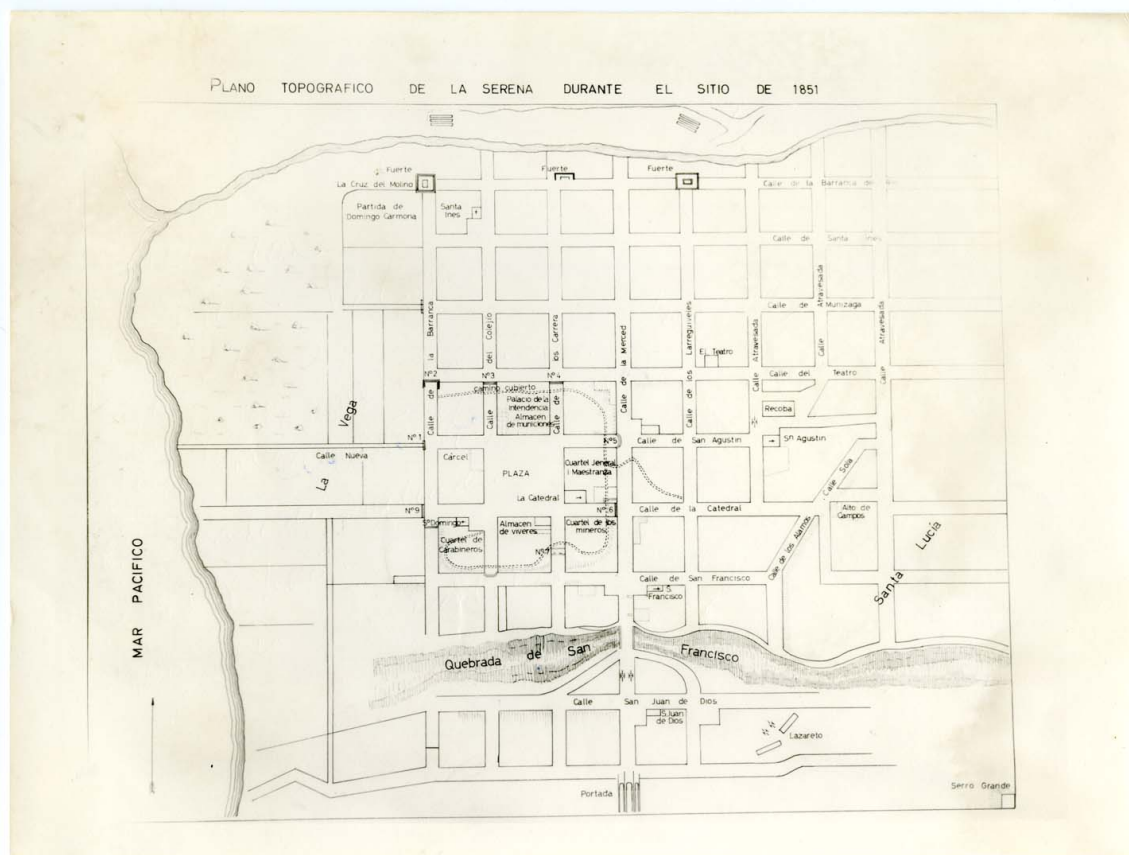 PLANO TOPOGRAFICO DE LA SERENA DURANTE EL SITIO DE 1851
Fuerte
Fuerte
Fuerte
La Cruz del Molino
Calle de la Barranca
Partida de
Domingo Carmona
Santa
Ines
Calle de Santa Ines
Calle de Munizaga
Calle de la Barranca
Calle del Colejio
Calle de los Carrera
Calle de la Merced
Calle de los Larreguiveles
Calle Atravesada
Calle Atravesada
Calle Atravesada
EL Teatro
Calle del Teatro
Nº2
Nº3
Nº4
camino cubierto
Palacio de la
Intendencia
Almacen
de municiones
Recoba
La Vega
Nº1
Nº5
Calle de San Agustin
Sn Agustin
Calle Nueva
Cárcel
PLAZA
Cuartel Jeneral
i Maestranza
Calle Sola
La Catedral
Nº9
Nº6
Calle de la Catedral
Alto de
Campos
Sto Domingo
Almacen
de viveres
Cuartel de los
mineros
Cuartel de
Carabineros
Nº7
Calle de los Alamos
Santa Lucía
MAR PACIFICO
Calle de San Francisco
S.
Francisco
Quebrada de San Francisco
Calle San Juan de Dios
S.Juan
de Dios
Lazareto
Portada
Serro Grande